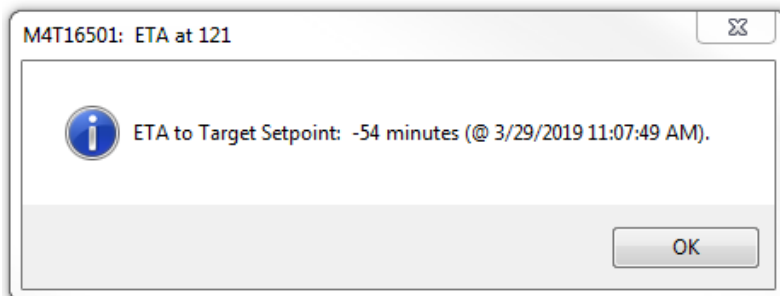 M4T16501:  ETA at 121
ETA to Target Setpoint:  -54 minutes (@ 3/29/2019 11:07:49 AM).
OK